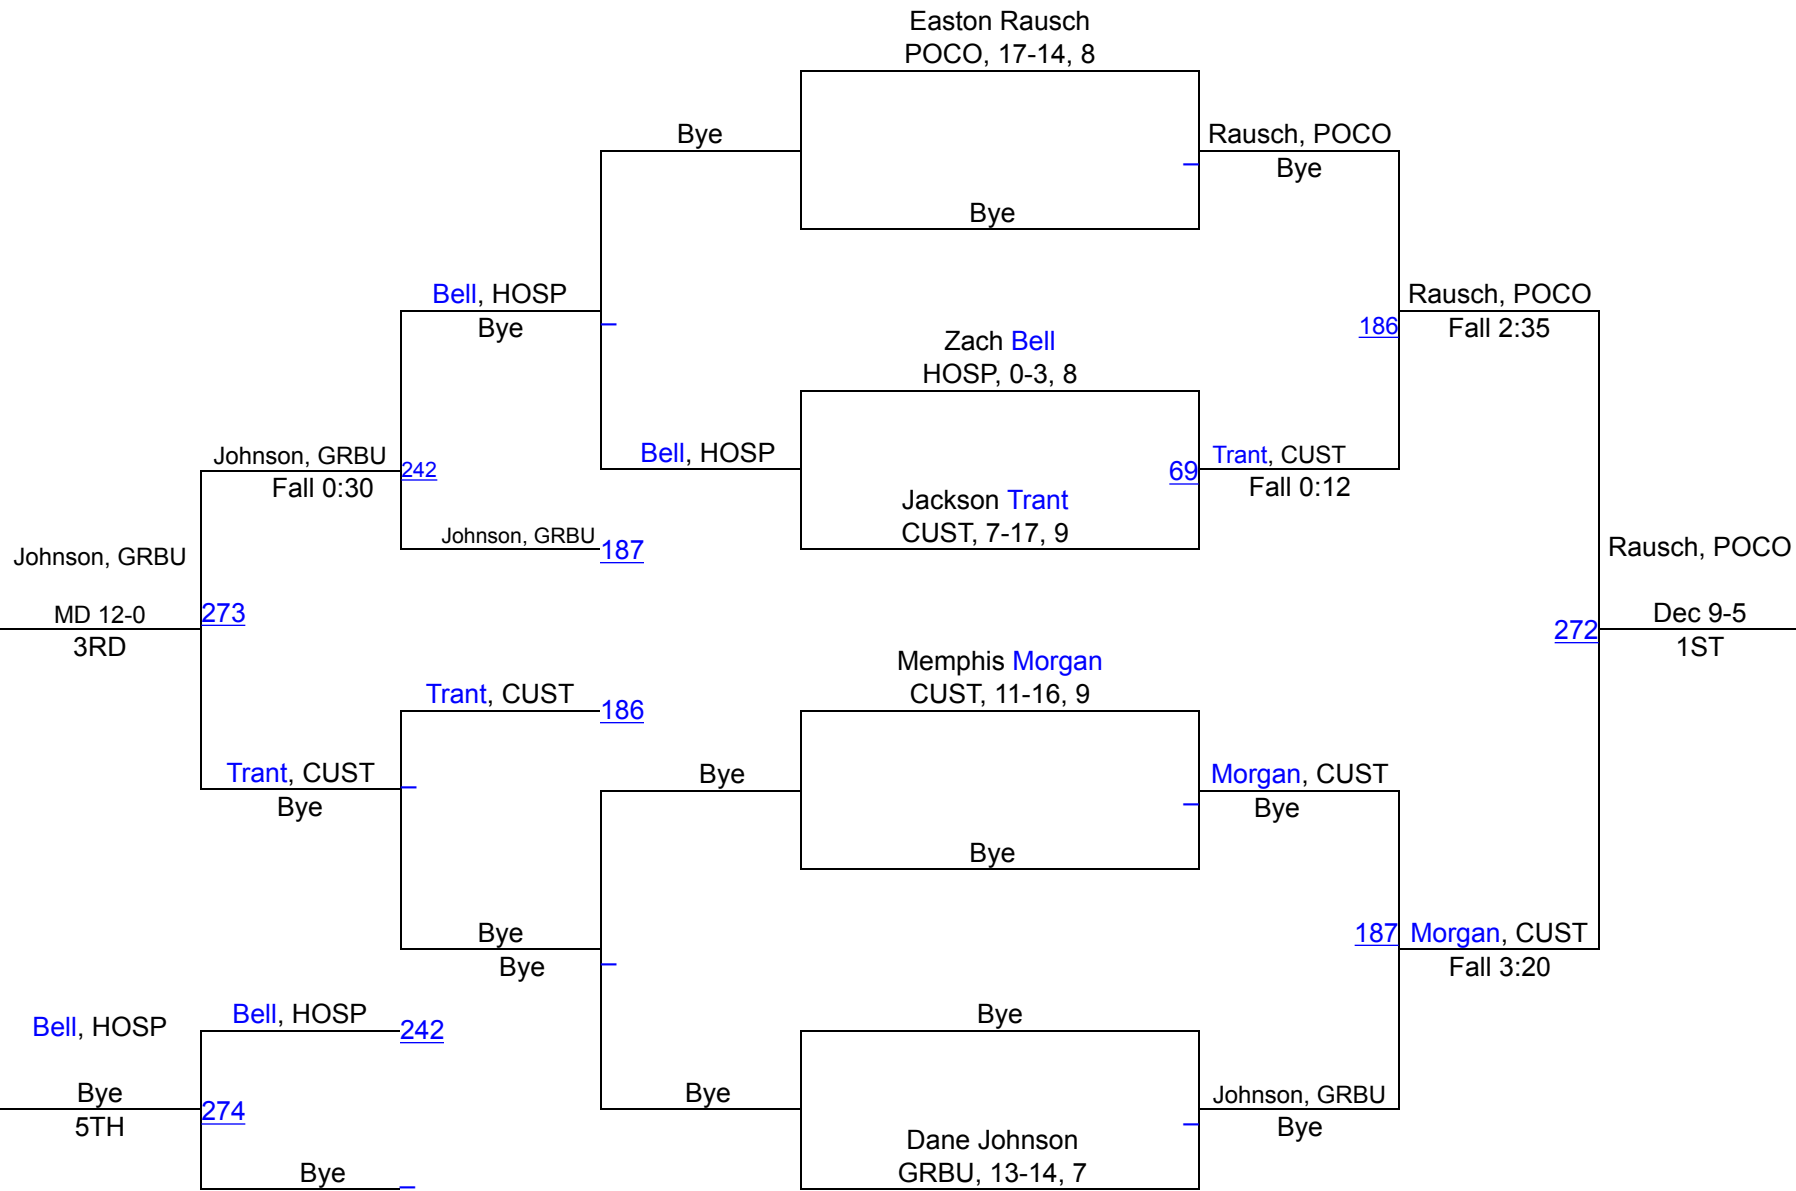 Easton Rausch
POCO, 17-14, 8
Bye
Rausch, POCO
Bye
Bye
Bell, HOSP
Bye
Rausch, POCO
186
Fall 2:35
Zach Bell
HOSP, 0-3, 8
Johnson, GRBU
242
Fall 0:30
Bell, HOSP
69
Trant, CUST
Fall 0:12
Jackson Trant
CUST, 7-17, 9
Johnson, GRBU
187
Johnson, GRBU
Rausch, POCO
MD 12-0
273
3RD
272
Dec 9-5
1ST
Memphis Morgan
CUST, 11-16, 9
Trant, CUST
186
Trant, CUST
Bye
Bye
Morgan, CUST
Bye
Bye
Bye
Bye
187
Morgan, CUST
Fall 3:20
Bell, HOSP
Bell, HOSP
242
Bye
Bye
274
5TH
Bye
Johnson, GRBU
Bye
Dane Johnson
GRBU, 13-14, 7
Bye